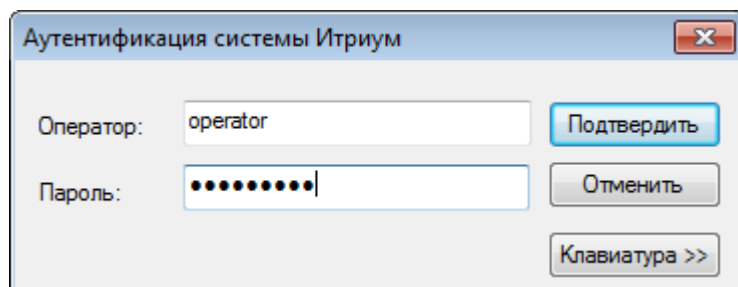 Аутентификация системы Итриум
Оператор: operator Подтвердить
Пароль: ••••••••• Отменить
Клавиатура >>